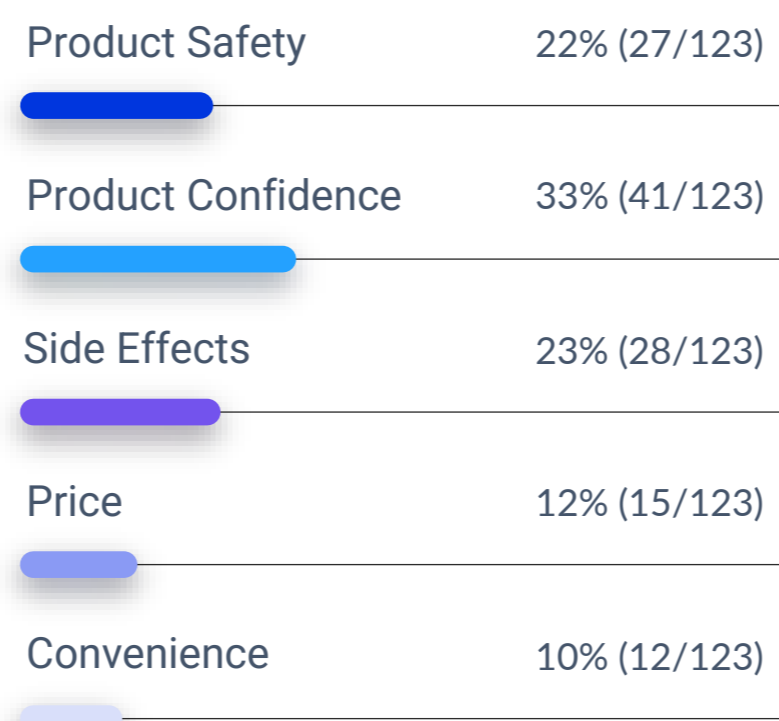 Product Safety 22% (27/123)
Product Confidence 33% (41/123)
Side Effects 23% (28/123)
Price 12% (15/123)
Convenience 10% (12/123)